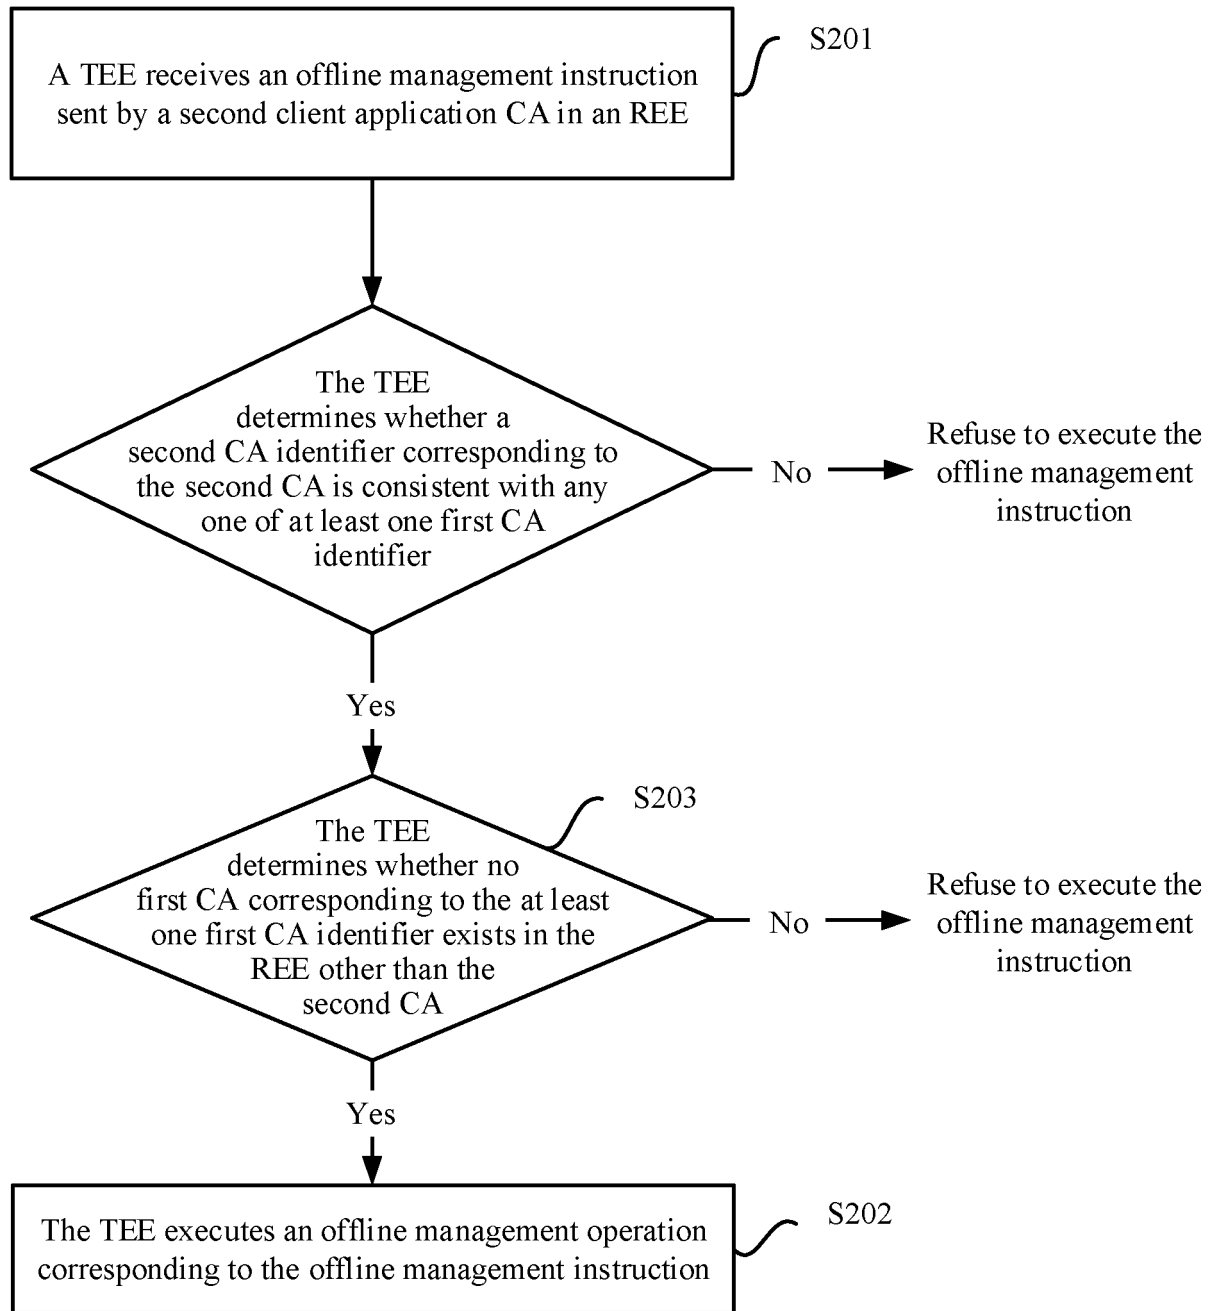 S201
A TEE receives an offline management instruction
sent by a second client application CA in an REE
The TEE
determines whether a
second CA identifier corresponding to
the second CA is consistent with any
one of at least one first CA
identifier
No
Refuse to execute the
offline management
instruction
Yes
S203
The TEE
determines whether no
first CA corresponding to the at least
one first CA identifier exists in the
REE other than the
second CA
No
Refuse to execute the
offline management
instruction
Yes
S202
The TEE executes an offline management operation
corresponding to the offline management instruction